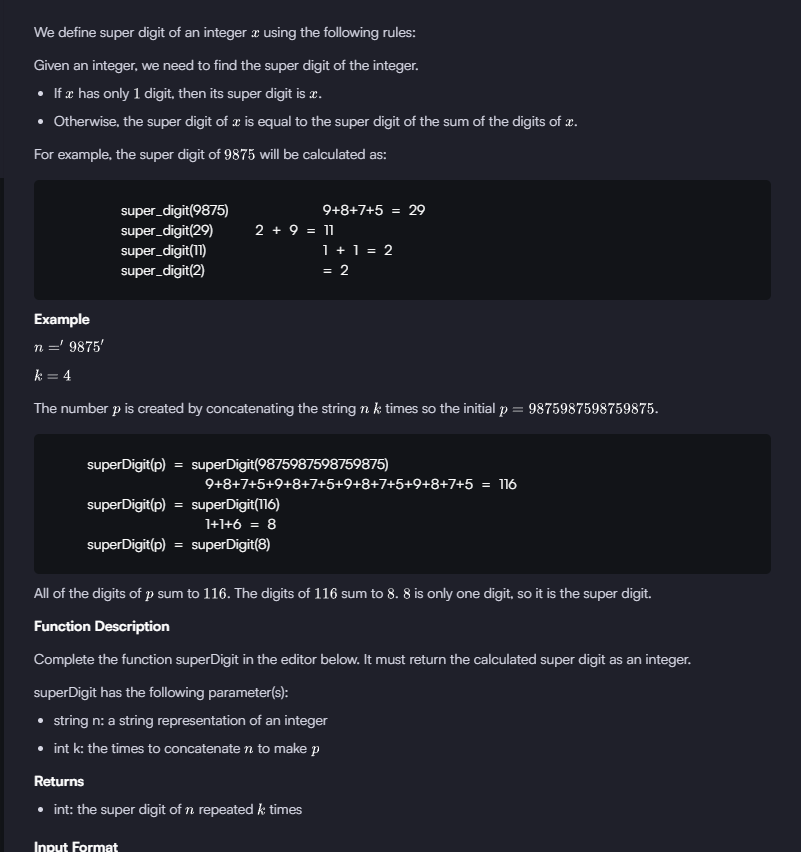 We define super digit of an integer x using the following rules:
Given an integer, we need to find the super digit of the integer.
• If x has only 1 digit, then its super digit is x.
• Otherwise, the super digit of x is equal to the super digit of the sum of the digits of x.
For example, the super digit of 9875 will be calculated as:
super_digit(9875) 9+8+7+5 = 29
super_digit(29) 2 + 9 = 11
super_digit(11) 1 + 1 = 2
super_digit(2) = 2
Example
n =′ 9875′
k = 4
The number p is created by concatenating the string n k times so the initial p = 9875987598759875.
superDigit(p) = superDigit(9875987598759875)
9+8+7+5+9+8+7+5+9+8+7+5+9+8+7+5 = 116
superDigit(p) = superDigit(116)
1+1+6 = 8
superDigit(p) = superDigit(8)
All of the digits of p sum to 116. The digits of 116 sum to 8. 8 is only one digit, so it is the super digit.
Function Description
Complete the function superDigit in the editor below. It must return the calculated super digit as an integer.
superDigit has the following parameter(s):
• string n: a string representation of an integer
• int k: the times to concatenate n to make p
Returns
• int: the super digit of n repeated k times
Input Format